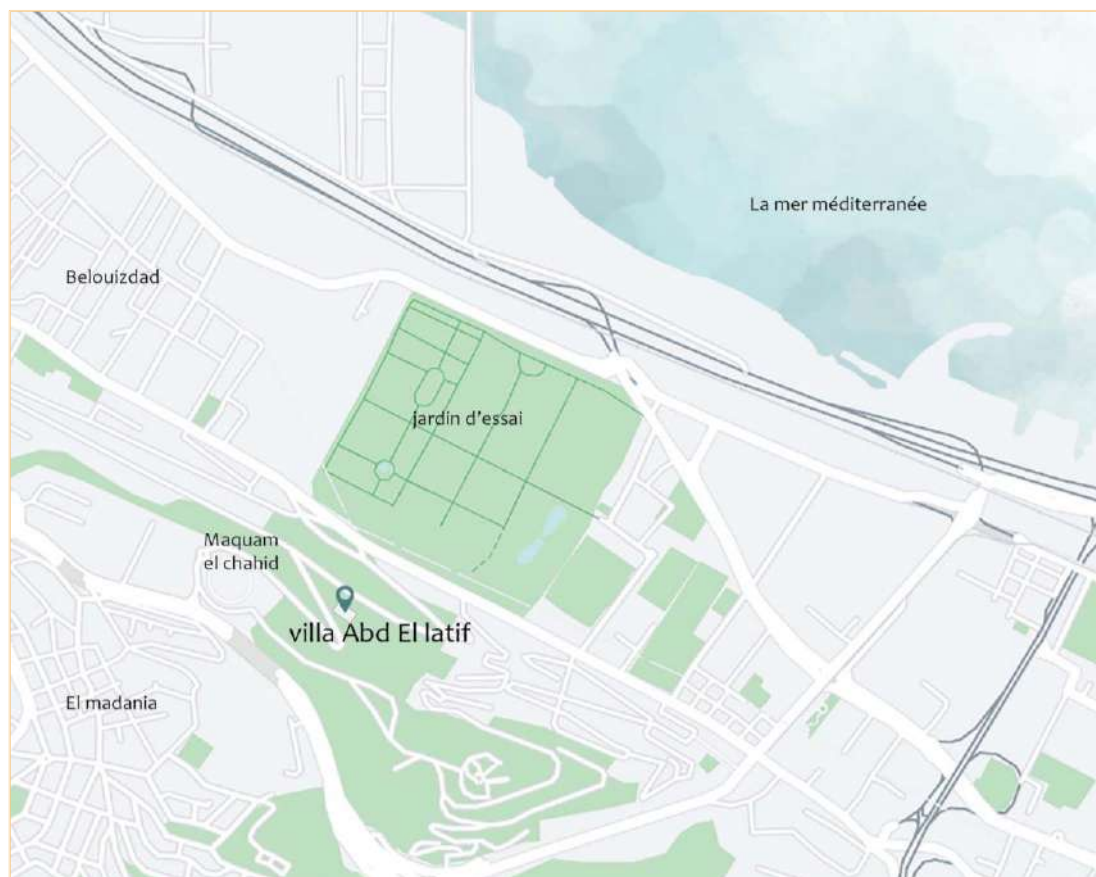 La mer méditerranée
Belouizdad
jardin d'essai
Maquam
el chahid
villa Abd El latif
El madania